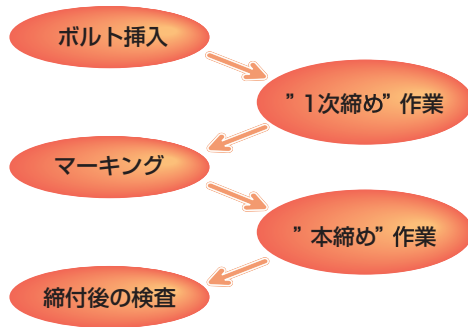 ボルト挿入
”1次締め”作業
マーキング
”本締め”作業
締付後の検査